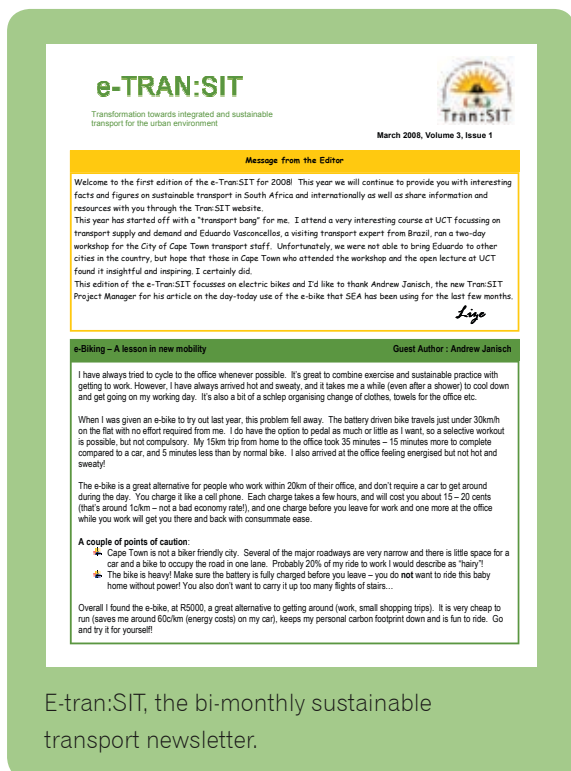 e-TRAN:SIT
Transformation towards integrated and sustainable
transport for the urban environment
Tran:SIT
March 2008, Volume 3, Issue 1
Message from the Editor
Welcome to the first edition of the e-Tran:SIT for 2008!  This year we will continue to provide you with interesting
facts and figures on sustainable transport in South Africa and internationally as well as share information and
resources with you through the Tran:SIT website.
This year has started off with a "transport bang" for me.  I attend a very interesting course at UCT focussing on
transport supply and demand and Eduardo Vasconcellos, a visiting transport expert from Brazil, ran a two-day
workshop for the City of Cape Town transport staff.  Unfortunately, we were not able to bring Eduardo to other
cities in the country, but hope that those in Cape Town who attended the workshop and the open lecture at UCT
found it insightful and inspiring. I certainly did.
This edition of the e-Tran:SIT focusses on electric bikes and I'd like to thank Andrew Janisch, the new Tran:SIT
Project Manager for his article on the day-today use of the e-bike that SEA has been using for the last few months.
Lize
e-Biking – A lesson in new mobility Guest Author : Andrew Janisch
I have always tried to cycle to the office whenever possible.  It's great to combine exercise and sustainable practice with
getting to work. However, I have always arrived hot and sweaty, and it takes me a while (even after a shower) to cool down
and get going on my working day.  It's also a bit of a schlep organising change of clothes, towels for the office etc.
When I was given an e-bike to try out last year, this problem fell away. The battery driven bike travels just under 30km/h
on the flat with no effort required from me.  I do have the option to pedal as much or little as I want, so a selective workout
is possible, but not compulsory.  My 15km trip from home to the office took 35 minutes – 15 minutes more to complete
compared to a car, and 5 minutes less than by normal bike.  I also arrived at the office feeling energised but not hot and
sweaty!
The e-bike is a great alternative for people who work within 20km of their office, and don't require a car to get around
during the day.  You charge it like a cell phone.  Each charge takes a few hours, and will cost you about 15 – 20 cents
(that's around 1c/km – not a bad economy rate!), and one charge before you leave for work and one more at the office
while you work will get you there and back with consummate ease.
A couple of points of caution:
Cape Town is not a biker friendly city.  Several of the major roadways are very narrow and there is little space for a
car and a bike to occupy the road in one lane.  Probably 20% of my ride to work I would describe as "hairy"!
The bike is heavy! Make sure the battery is fully charged before you leave – you do not want to ride this baby
home without power! You also don't want to carry it up too many flights of stairs…
Overall I found the e-bike, at R5000, a great alternative to getting around (work, small shopping trips).  It is very cheap to
run (saves me around 60c/km (energy costs) on my car), keeps my personal carbon footprint down and is fun to ride.  Go
and try it for yourself!
E-tran:SIT, the bi-monthly sustainable
transport newsletter.